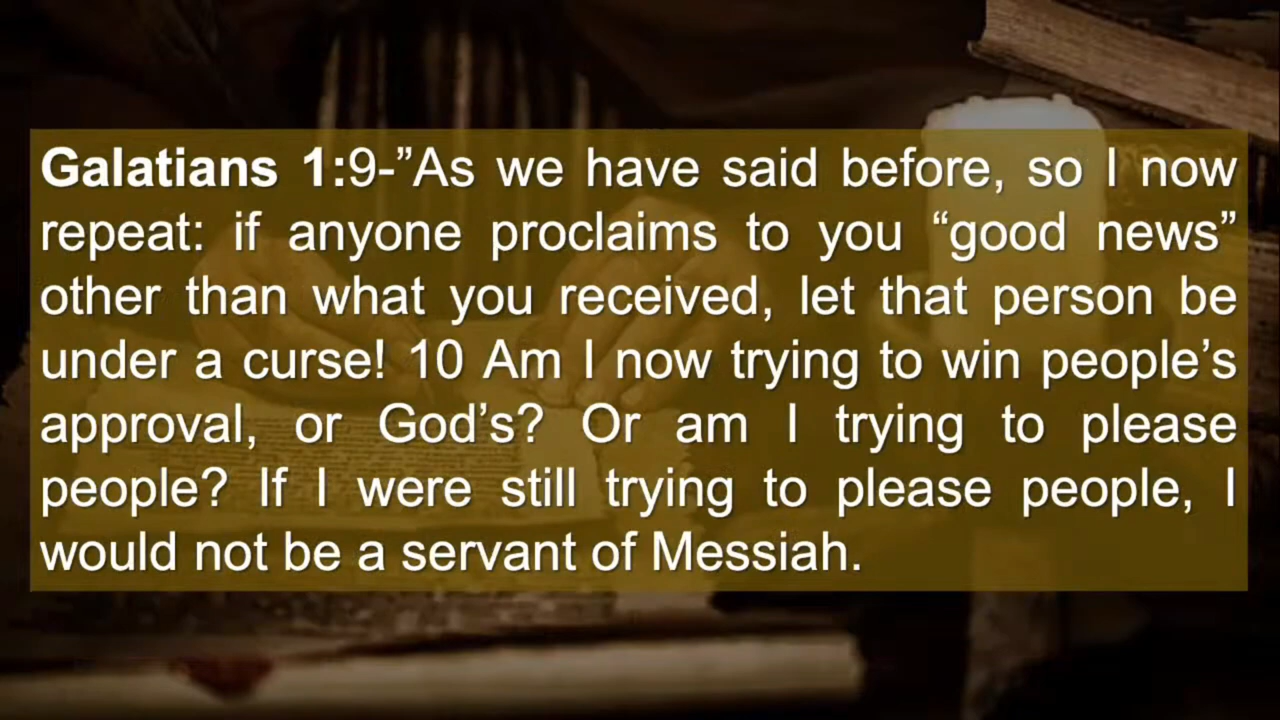 Galatians 1:9-”As we have said before, so I now
repeat: if anyone proclaims to you “good news”
other than what you received, let that person be
under a curse! 10 Am I now trying to win people’s
approval, or God’s? Or am I trying to please
people? If I were still trying to please people, I
would not be a servant of Messiah.